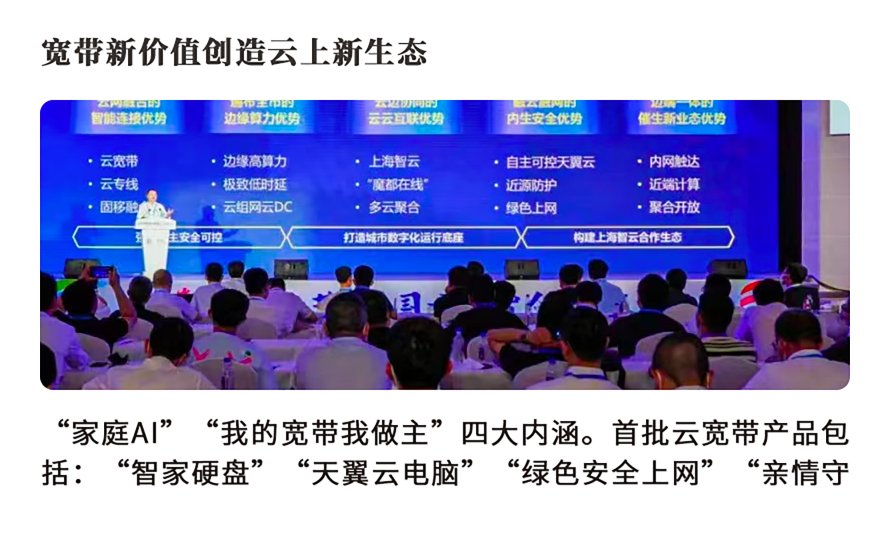 宽带新价值创造云上新生态
云网融合的 遍布全市的 云边协同的 融云融网的 边端一体的
智能连接优势 边缘算力优势 云云互联优势 内生安全优势 催生新业态优势
• 云宽带 • 边缘高算力 • 上海智云 • 自主可控天翼云 • 内网触达
• 云专线 • 极致低时延 • “魔都在线” • 近源防护 • 近端计算
• 固移融 • 云组网云DC • 多云聚合 • 绿色上网 • 聚合开放
生安全可控 打造城市数字化运行底座 构建上海智云合作生态
“家庭AI”“我的宽带我做主”四大内涵。首批云宽带产品包
括：“智家硬盘”“天翼云电脑”“绿色安全上网”“亲情守